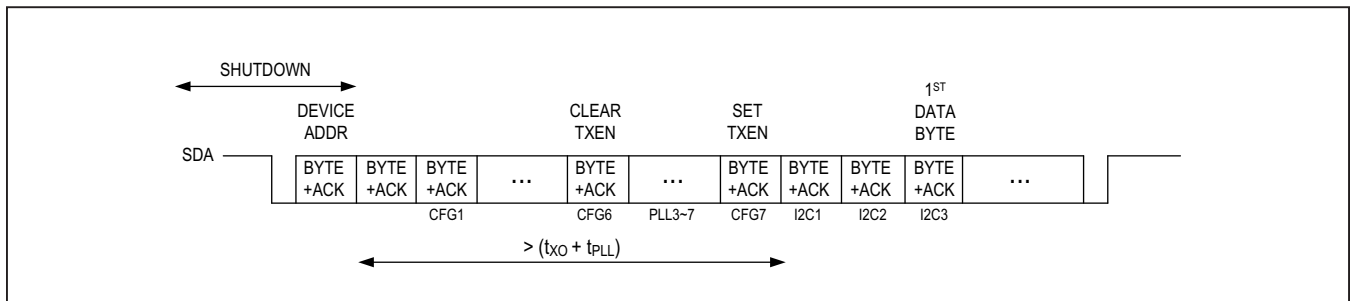 SHUTDOWN
DEVICE
ADDR
CLEAR
TXEN
SET
TXEN
1ST
DATA
BYTE
SDA
BYTE
+ACK
BYTE
+ACK
BYTE
+ACK
...
BYTE
+ACK
...
BYTE
+ACK
BYTE
+ACK
BYTE
+ACK
BYTE
+ACK
...
CFG1
CFG6
PLL3~7
CFG7
I2C1
I2C2
I2C3
> (tXO + tPLL)